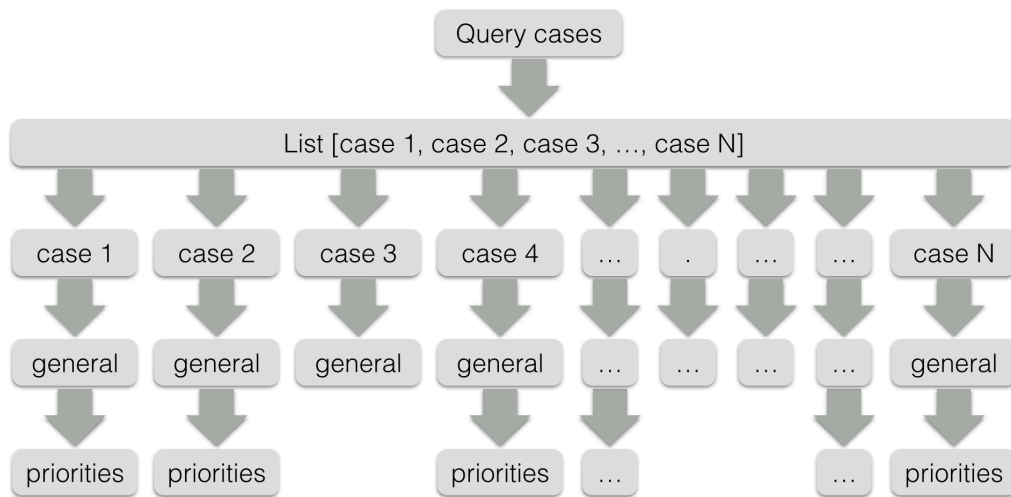 Query cases
List [case 1, case 2, case 3, …, case N]
case 1 case 2 case 3 case 4 … . … … case N
general general general general … … … … general
priorities priorities priorities … … priorities